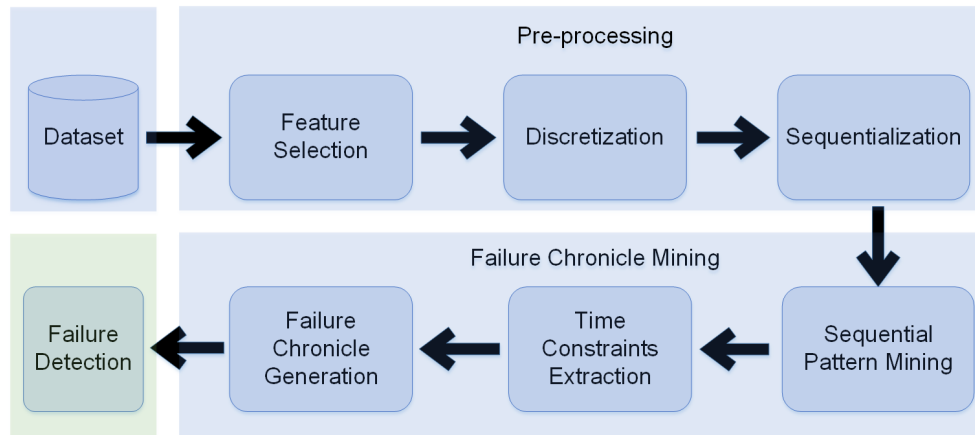 Pre-processing
Dataset
Feature
Selection
Discretization
Sequentialization
Failure Chronicle Mining
Failure
Detection
Failure
Chronicle
Generation
Time
Constraints
Extraction
Sequential
Pattern Mining